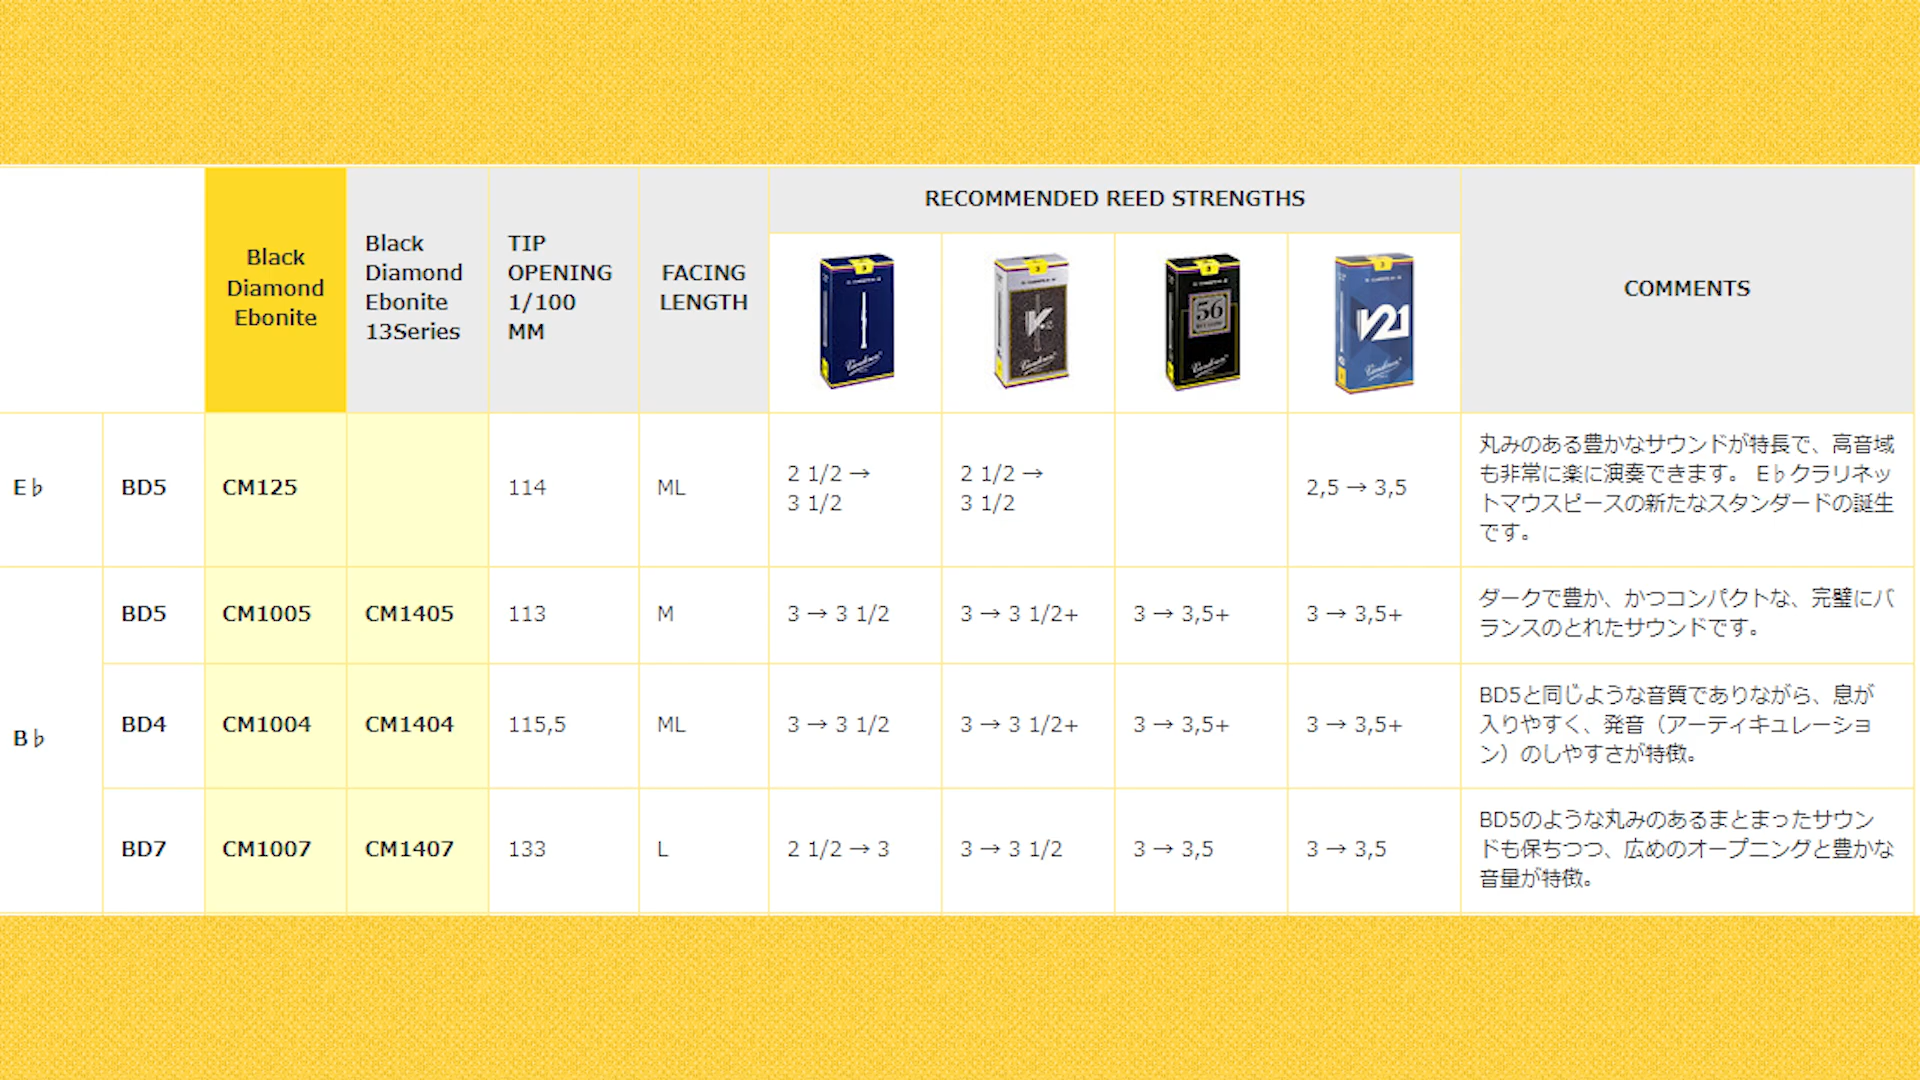 RECOMMENDED REED STRENGTHS
Black
Diamond
Ebonite
Black
Diamond
Ebonite
13Series
TIP
OPENING
1/100
MM
FACING
LENGTH
3
Vandoren
3
V
Vandoren
3
56
Vandoren
3
V21
Vandoren
COMMENTS
E♭
BD5
CM125
114
ML
2 1/2 →
3 1/2
2 1/2 →
3 1/2
2,5 → 3,5
丸みのある豊かなサウンドが特長で、高音域
も非常に楽に演奏できます。 E♭クラリネッ
トマウスピースの新たなスタンダードの誕生
です。
B♭
BD5
CM1005
CM1405
113
M
3 → 3 1/2
3 → 3 1/2+
3 → 3,5+
3 → 3,5+
ダークで豊か、かつコンパクトな、完璧にバ
ランスのとれたサウンドです。
BD4
CM1004
CM1404
115,5
ML
3 → 3 1/2
3 → 3 1/2+
3 → 3,5+
3 → 3,5+
BD5と同じような音質でありながら、息が
入りやすく、発音（アーティキュレーショ
ン）のしやすさが特徴。
BD7
CM1007
CM1407
133
L
2 1/2 → 3
3 → 3 1/2
3 → 3,5
3 → 3,5
BD5のような丸みのあるまとまったサウン
ドも保ちつつ、広めのオープニングと豊かな
音量が特徴。